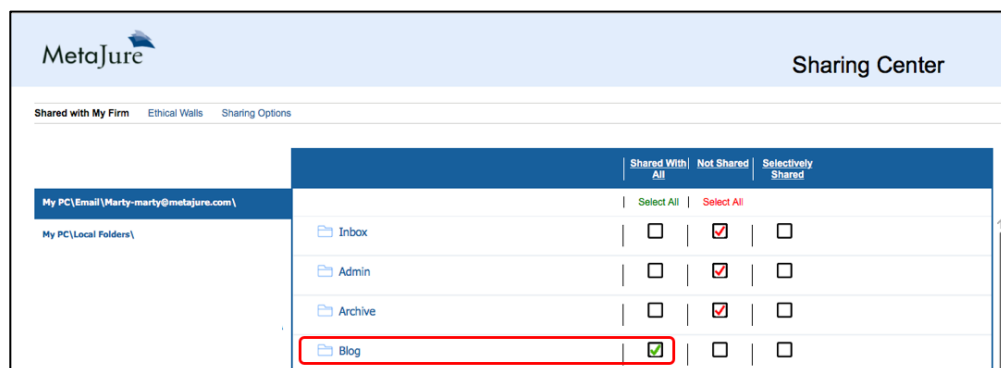 MetaJure
Sharing Center
Shared with My Firm Ethical Walls Sharing Options
Shared With All Not Shared Selectively Shared
My PC\Email\Marty-marty@metajure.com\ Select All Select All
My PC\Local Folders\ Inbox
Admin
Archive
Blog